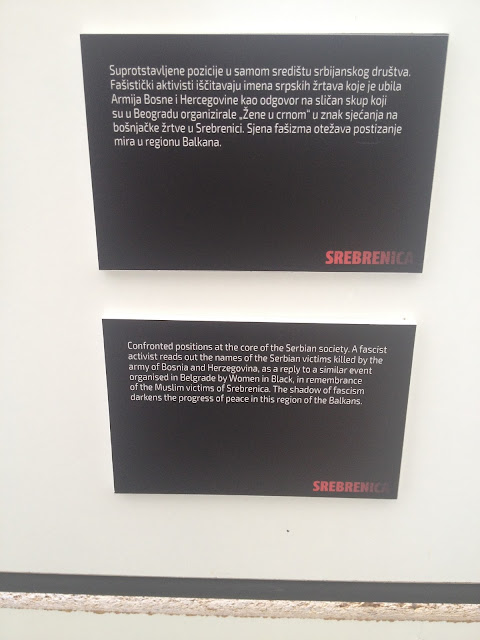 Suprotstavljene pozicije u samom središtu srbijanskog društva.
Fašistički aktivisti iščitavaju imena srpskih žrtava koje je ubila
Armija Bosne i Hercegovine kao odgovor na sličan skup koji
su u Beogradu organizirale „Žene u crnom" u znak sjećanja na
bošnjačke žrtve u Srebrenici. Sjena fašizma otežava postizanje
mira u regionu Balkana.
SREBRENICA
Confronted positions at the core of the Serbian society. A fascist
activist reads out the names of the Serbian victims killed by the
army of Bosnia and Herzegovina, as a reply to a similar event
organised in Belgrade by Women in Black, in remembrance
of the Muslim victims of Srebrenica. The shadow of fascism
darkens the progress of peace in this region of the Balkans.
SREBRENICA